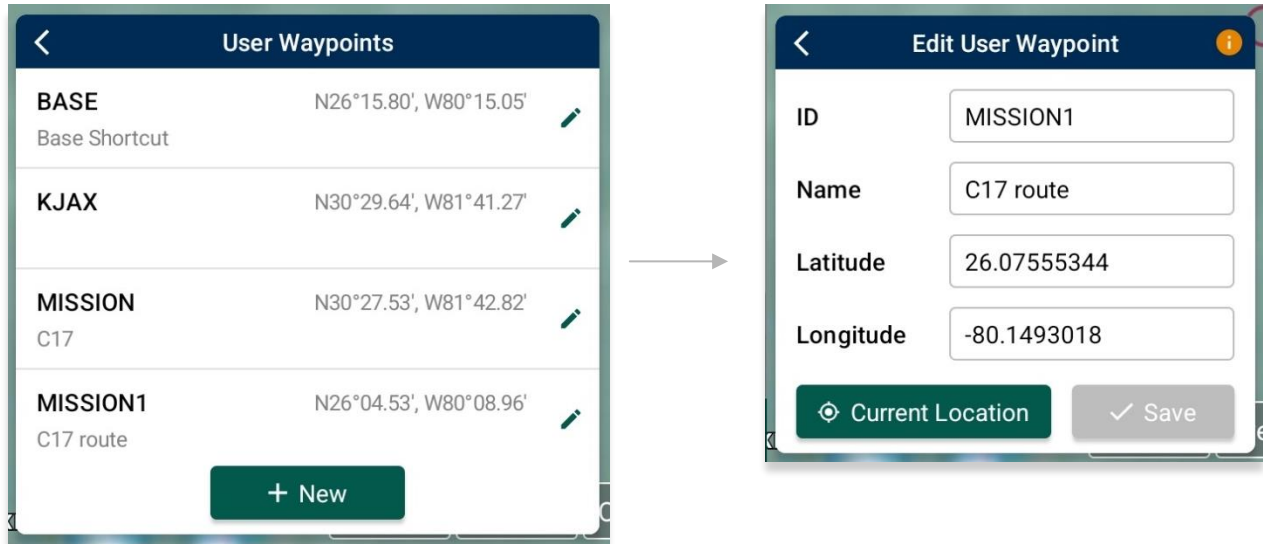 User Waypoints
BASE N26°15.80', W80°15.05'
Base Shortcut
KJAX N30°29.64', W81°41.27'
MISSION N30°27.53', W81°42.82'
C17
MISSION1 N26°04.53', W80°08.96'
C17 route
+ New
Edit User Waypoint
ID MISSION1
Name C17 route
Latitude 26.07555344
Longitude -80.1493018
Current Location Save